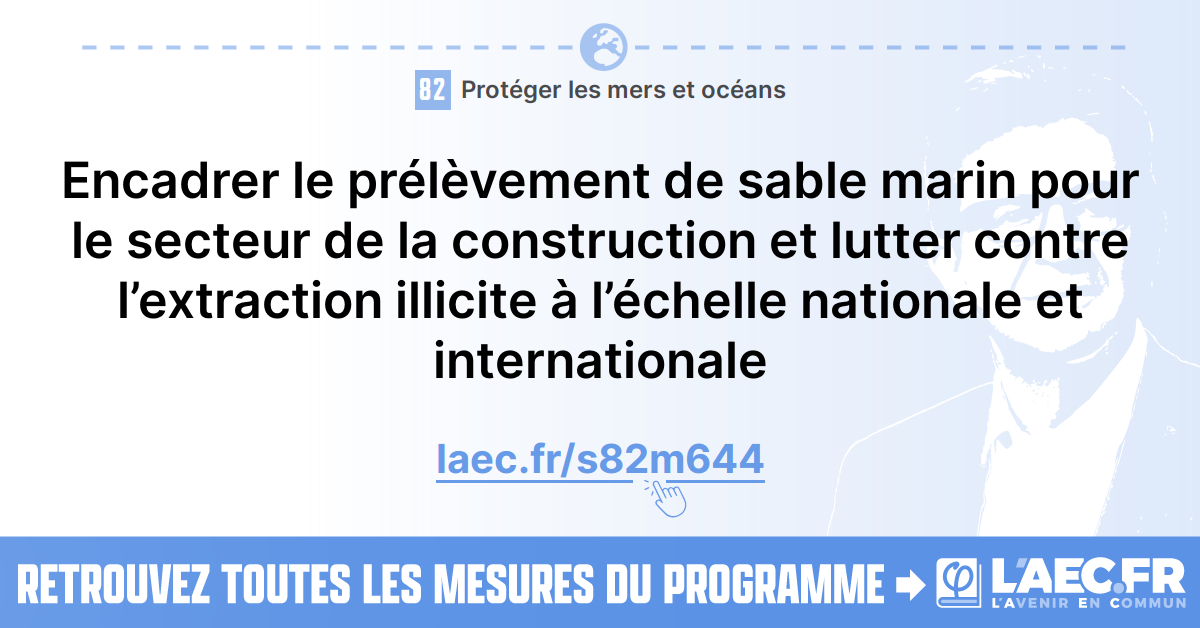 82 Protéger les mers et océans
Encadrer le prélèvement de sable marin pour
le secteur de la construction et lutter contre
l’extraction illicite à l’échelle nationale et
internationale
laec.fr/s82m644
RETROUVEZ TOUTES LES MESURES DU PROGRAMME
L'AEC.FR
L'AVENIR EN COMMUN